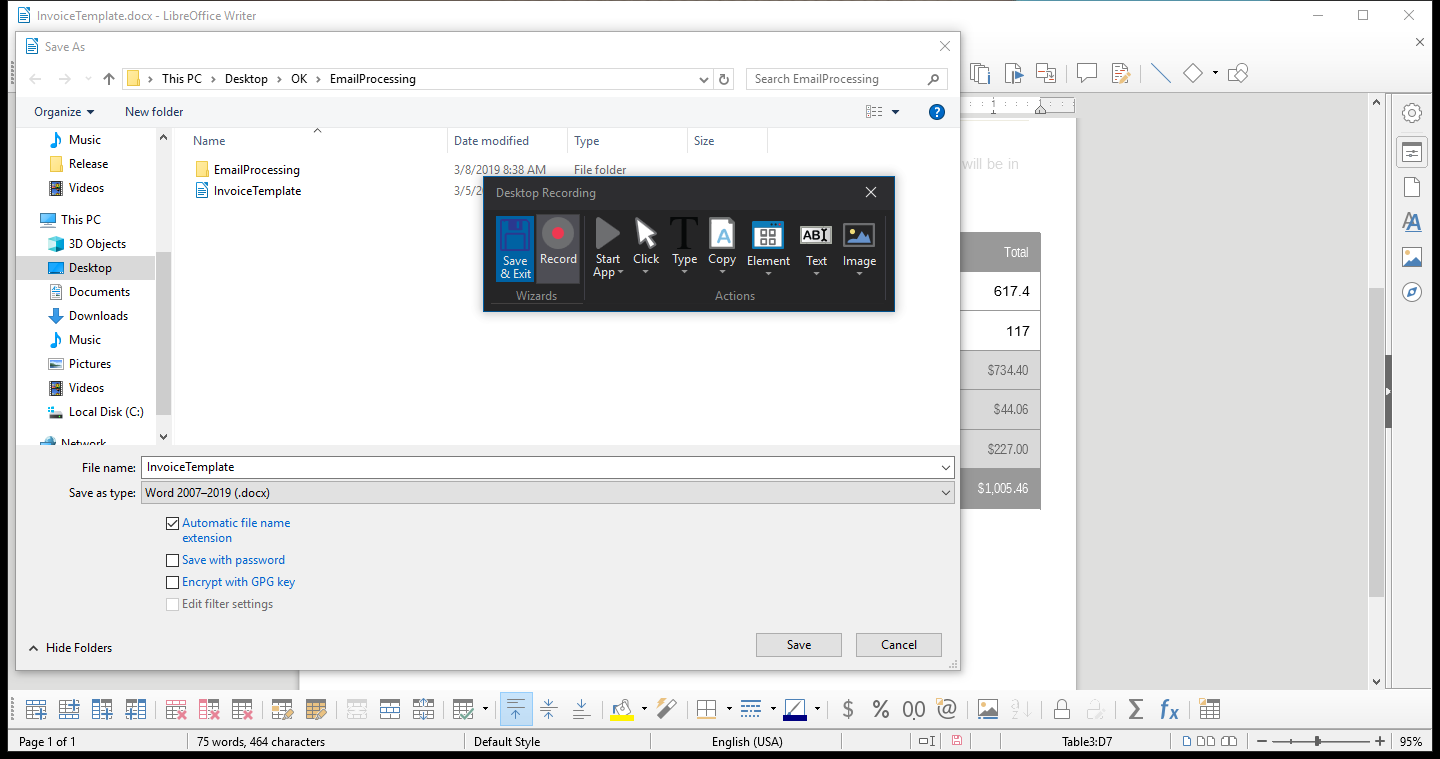 InvoiceTemplate.docx - LibreOffice Writer
Save As
This PC > Desktop > OK > EmailProcessing
Search EmailProcessing
Organize
New folder
Name
Date modified
Type
Size
Music
Release
Videos
This PC
3D Objects
Desktop
Documents
Downloads
Music
Pictures
Videos
Local Disk (C:)
Network
EmailProcessing
3/8/2019 8:38 AM
File folder
InvoiceTemplate
3/5/2
Desktop Recording
Save & Exit
Record
Start App
Click
Type
Copy
Element
Text
Image
Wizards
Actions
will be in
Total
617.4
117
$734.40
$44.06
$227.00
$1,005.46
File name:
InvoiceTemplate
Save as type:
Word 2007–2019 (.docx)
Automatic file name
extension
Save with password
Encrypt with GPG key
Edit filter settings
Hide Folders
Save
Cancel
Page 1 of 1
75 words, 464 characters
Default Style
English (USA)
Table3:D7
95%